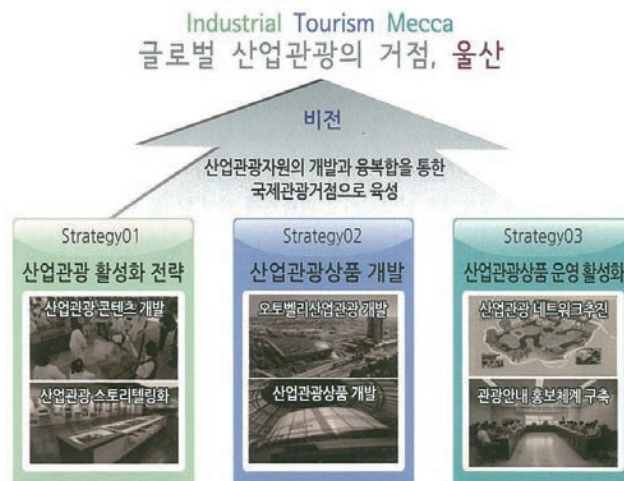 Industrial Tourism Mecca
글로벌 산업관광의 거점, 울산
비전
산업관광자원의 개발과 융복합을 통한
국제관광거점으로 육성
Strategy01
산업관광 활성화 전략
산업관광 콘텐츠 개발
산업관광 스토리텔링화
Strategy02
산업관광상품 개발
오토밸리산업관광 개발
산업관광상품 개발
Strategy03
산업관광상품 운영 활성화
산업관광 네트워크추진
관광안내 홍보체계 구축